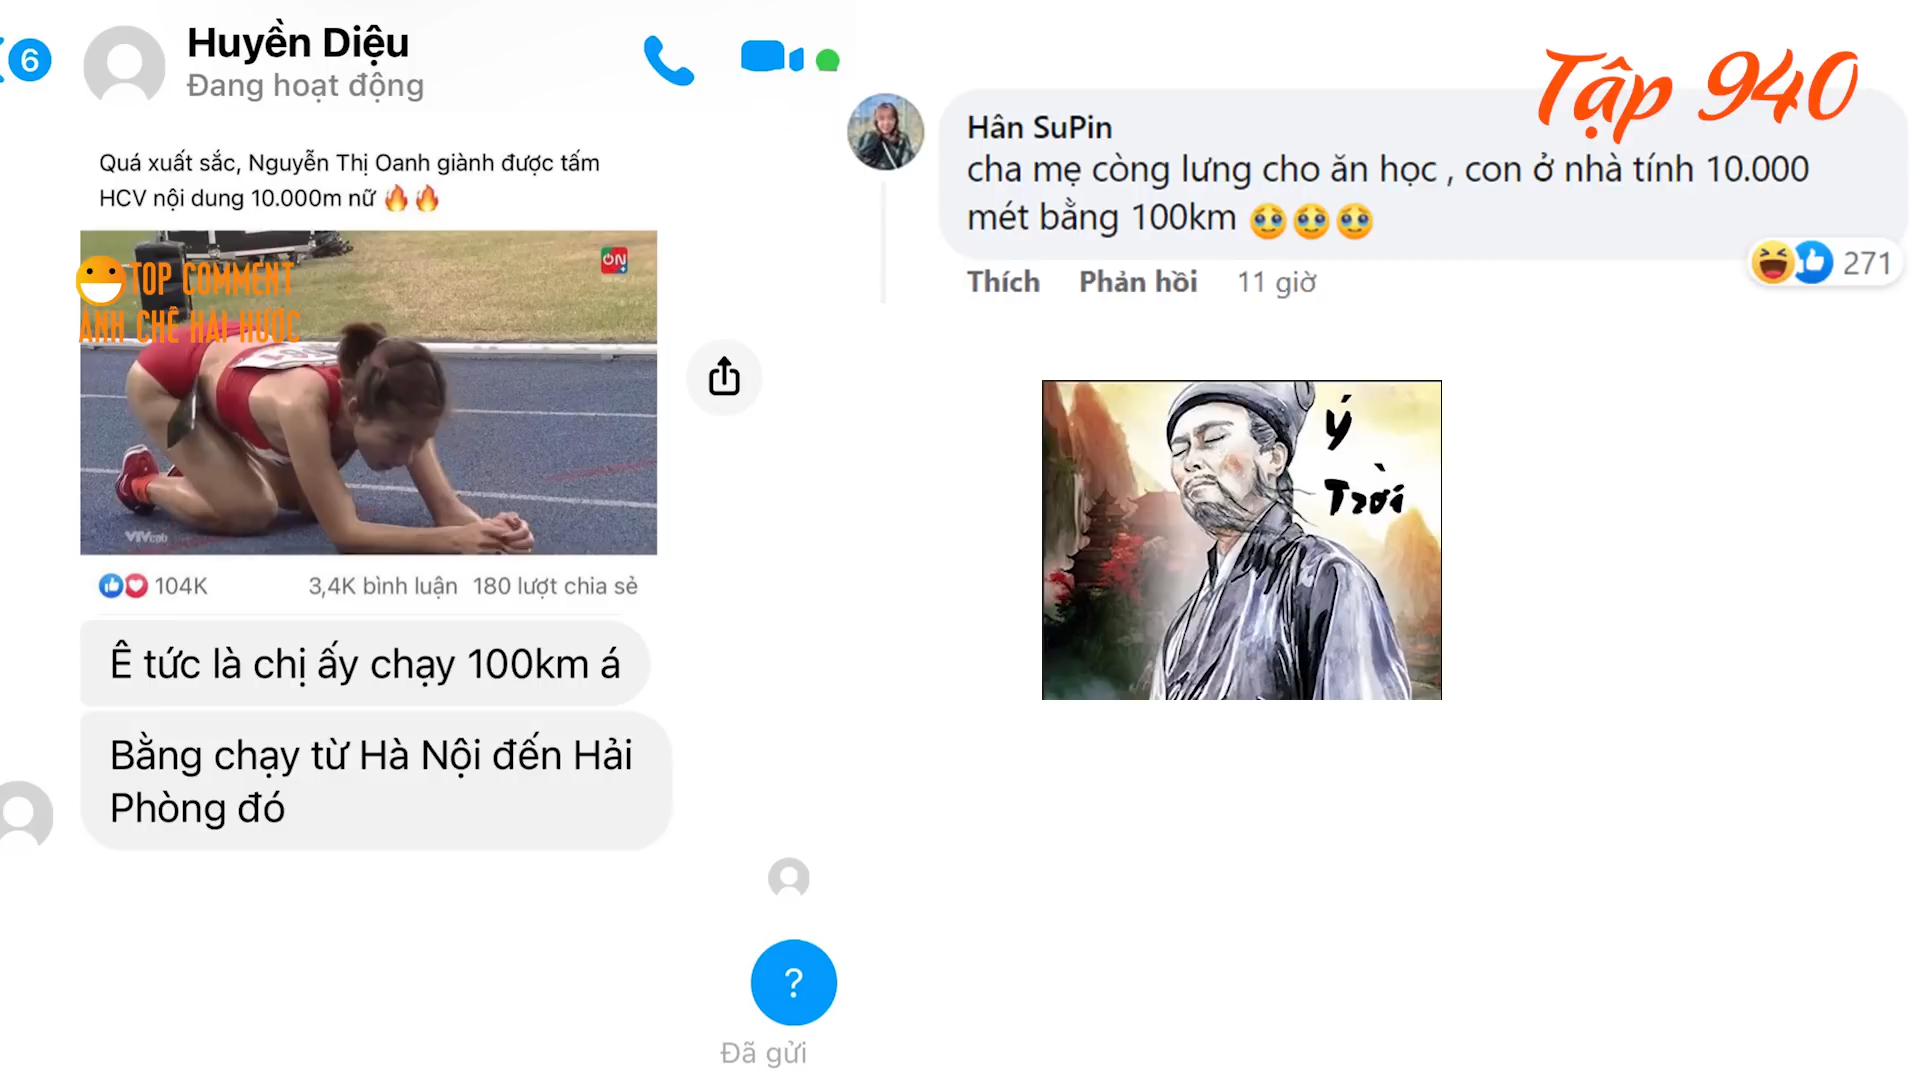 6
Huyền Diệu
Đang hoạt động
Quá xuất sắc, Nguyễn Thị Oanh giành được tấm
HCV nội dung 10.000m nữ 🔥🔥
ON
TOP COMMENT
ẢNH CHẾ HÀI HƯỚC
VTVcab
104K 3,4K bình luận 180 lượt chia sẻ
Ê tức là chị ấy chạy 100km á
Bằng chạy từ Hà Nội đến Hải
Phòng đó
?
Đã gửi
Tập 940
Hân SuPin
cha mẹ còng lưng cho ăn học , con ở nhà tính 10.000
mét bằng 100km 🥹🥹🥹
Thích Phản hồi 11 giờ
271
Ý
Trời